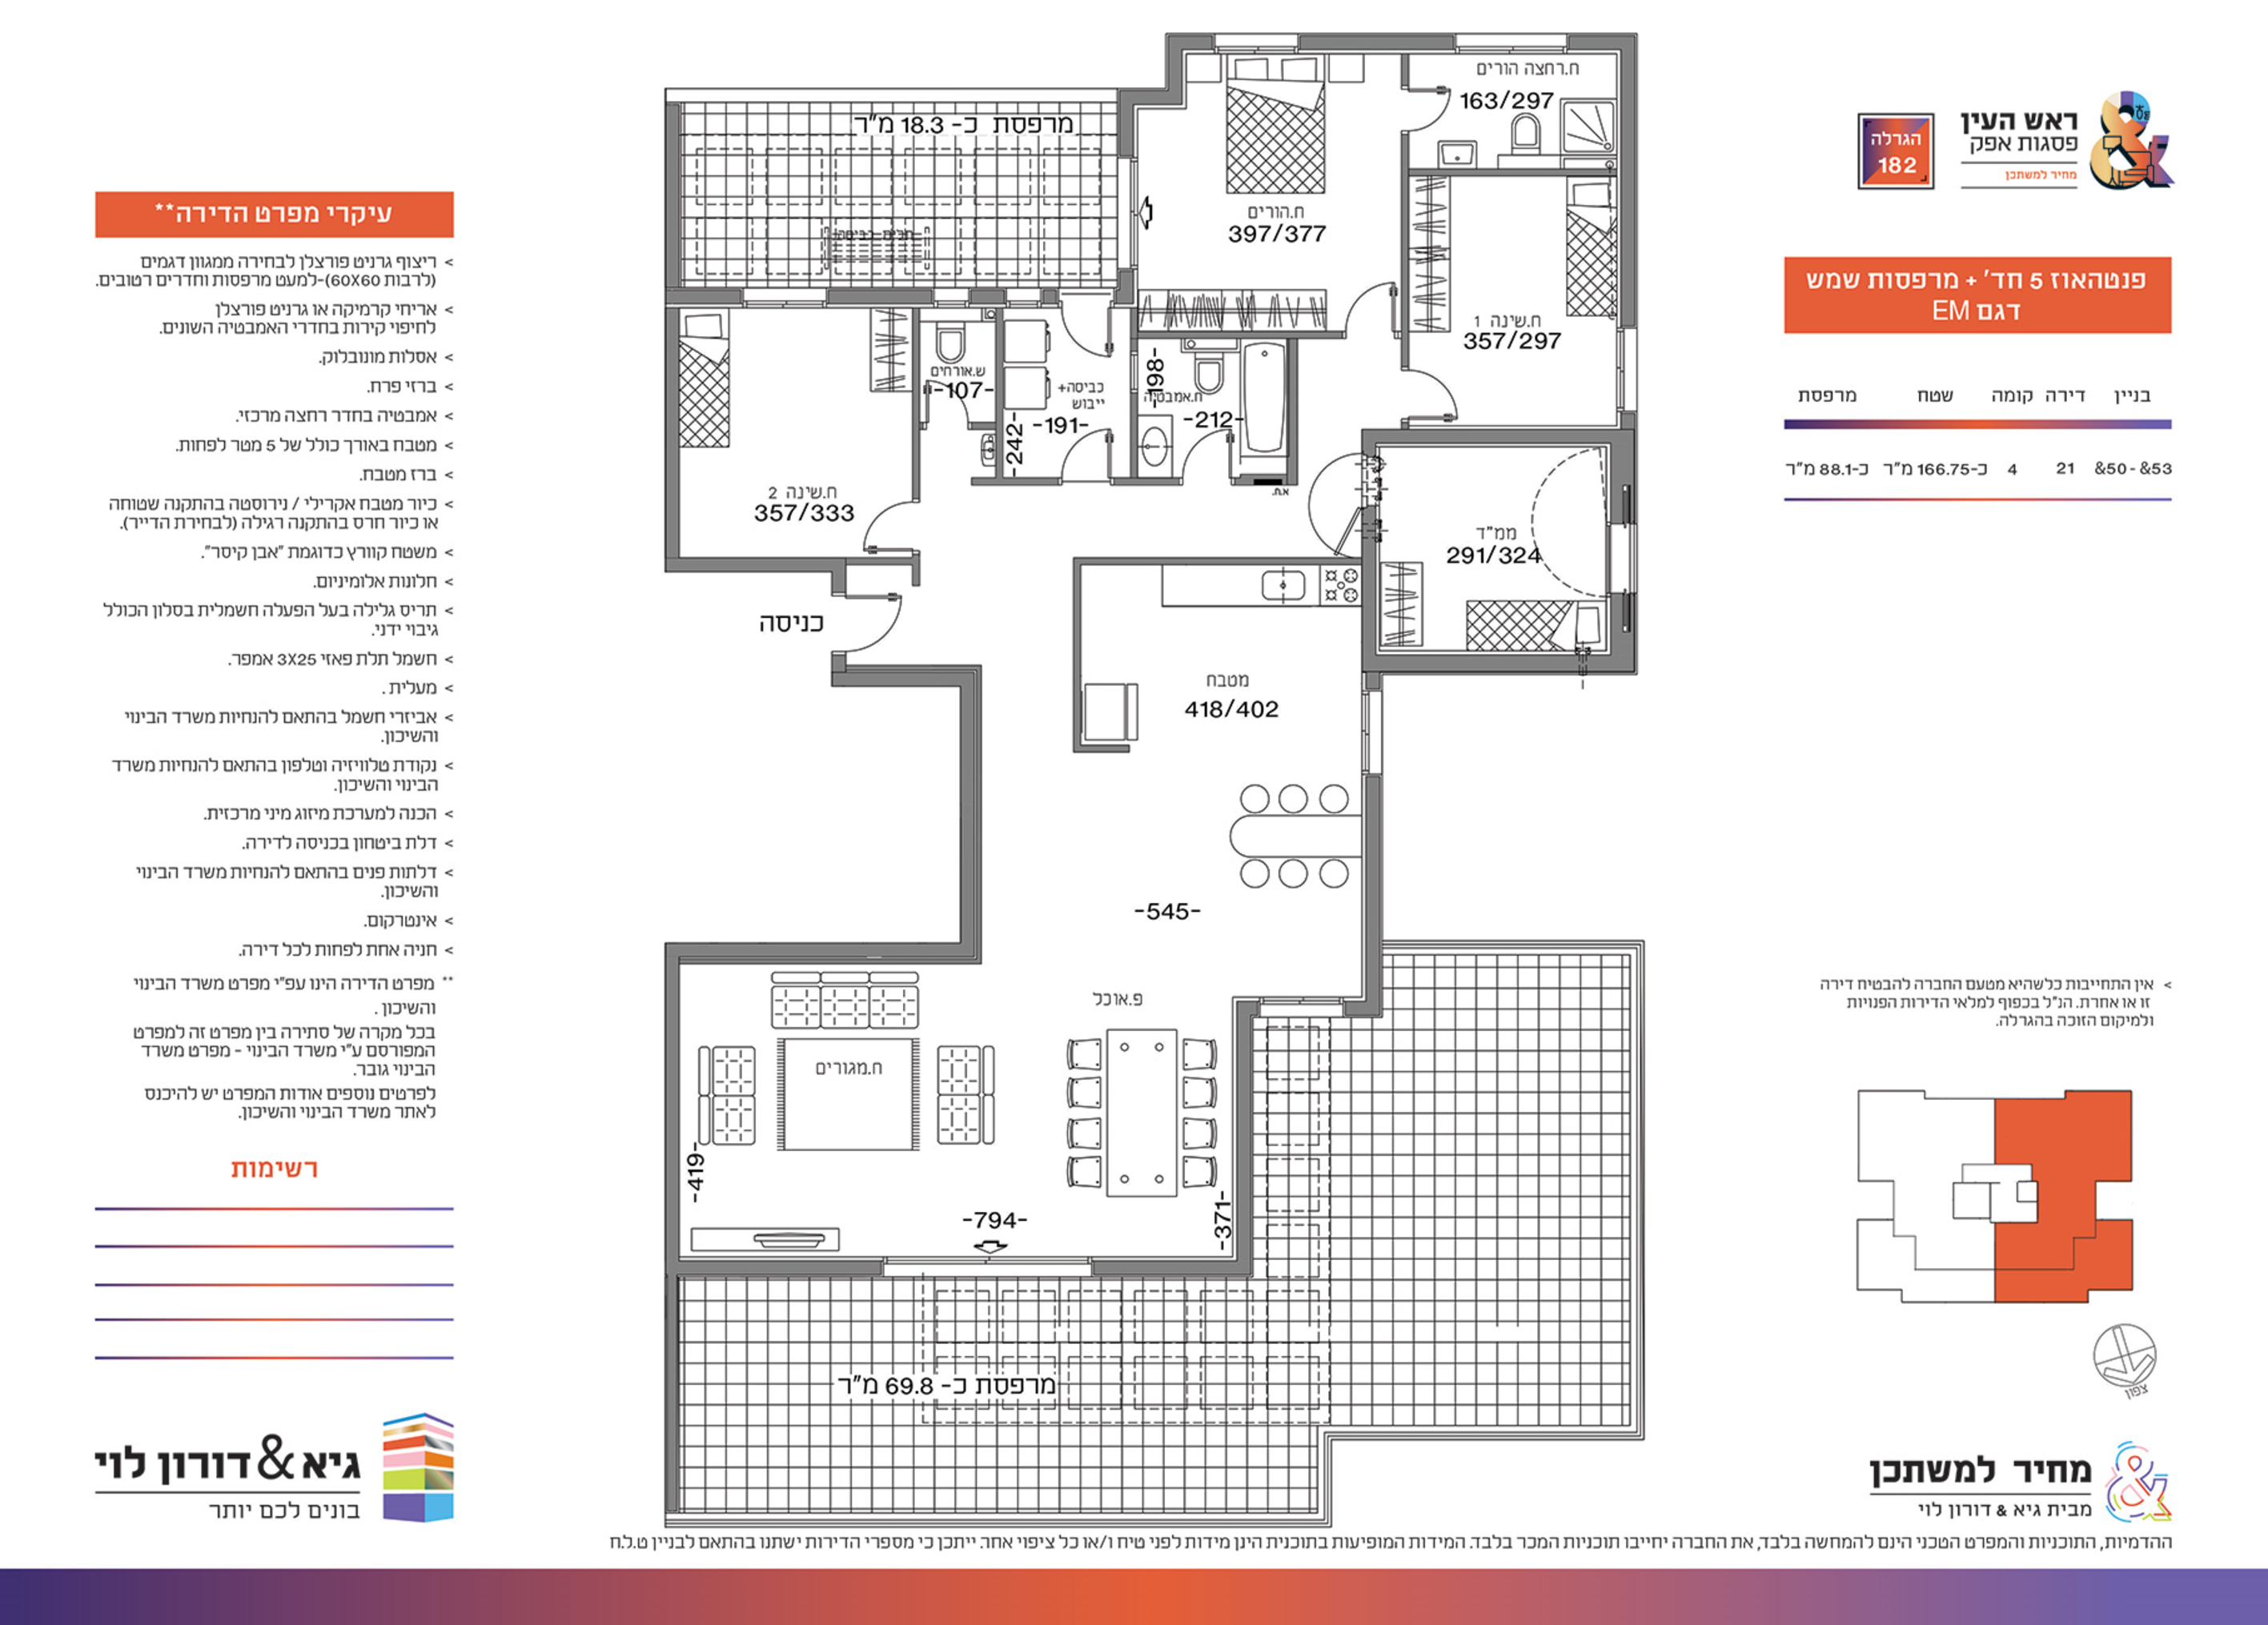 הגרלה
182
ראש העין
פסגות אפק
מחיר למשתכן
פנטהאוז 5 חד' + מרפסות שמש
דגם EM
בניין דירה קומה שטח מרפסת
&50 - &53 21 4 כ-166.75 מ"ר כ-88.1 מ"ר
> אין התחייבות כלשהיא מטעם החברה להבטיח דירה
זו או אחרת. הנ"ל בכפוף למלאי הדירות הפנויות
ולמיקום הזוכה בהגרלה.
צפון
מחיר למשתכן
מבית גיא & דורון לוי
מרפסת כ- 18.3 מ"ר
תלית כביסה
ח.הורים
397/377
ח.רחצה הורים
163/297
ח.שינה 1
357/297
ח.שינה 2
357/333
ש.אורחים
-107-
כביסה+
ייבוש
-191-
-242-
-198-
ח.אמבטיה
-212-
א.ח.
ממ"ד
291/324
כניסה
מטבח
418/402
-545-
פ.אוכל
ח.מגורים
-419-
-794-
-371-
מרפסת כ- 69.8 מ"ר
עיקרי מפרט הדירה**
> ריצוף גרניט פורצלן לבחירה ממגוון דגמים
(לרבות 60X60)-למעט מרפסות וחדרים רטובים.
> אריחי קרמיקה או גרניט פורצלן
לחיפוי קירות בחדרי האמבטיה השונים.
> אסלות מונובלוק.
> ברזי פרח.
> אמבטיה בחדר רחצה מרכזי.
> מטבח באורך כולל של 5 מטר לפחות.
> ברז מטבח.
> כיור מטבח אקרילי / נירוסטה בהתקנה שטוחה
או כיור חרס בהתקנה רגילה (לבחירת הדייר).
> משטח קוורץ כדוגמת "אבן קיסר".
> חלונות אלומיניום.
> תריס גלילה בעל הפעלה חשמלית בסלון הכולל
גיבוי ידני.
> חשמל תלת פאזי 3X25 אמפר.
> מעלית .
> אביזרי חשמל בהתאם להנחיות משרד הבינוי
והשיכון.
> נקודת טלוויזיה וטלפון בהתאם להנחיות משרד
הבינוי והשיכון.
> הכנה למערכת מיזוג מיני מרכזית.
> דלת ביטחון בכניסה לדירה.
> דלתות פנים בהתאם להנחיות משרד הבינוי
והשיכון.
> אינטרקום.
> חניה אחת לפחות לכל דירה.
** מפרט הדירה הינו עפ"י מפרט משרד הבינוי
והשיכון .
בכל מקרה של סתירה בין מפרט זה למפרט
המפורסם ע"י משרד הבינוי - מפרט משרד
הבינוי גובר.
לפרטים נוספים אודות המפרט יש להיכנס
לאתר משרד הבינוי והשיכון.
רשימות
גיא & דורון לוי
בונים לכם יותר
ההדמיות, התוכניות והמפרט הטכני הינם להמחשה בלבד, את החברה יחייבו תוכניות המכר בלבד. המידות המופיעות בתוכנית הינן מידות לפני טיח ו/או כל ציפוי אחר. ייתכן כי מספרי הדירות ישתנו בהתאם לבניין ט.ל.ח